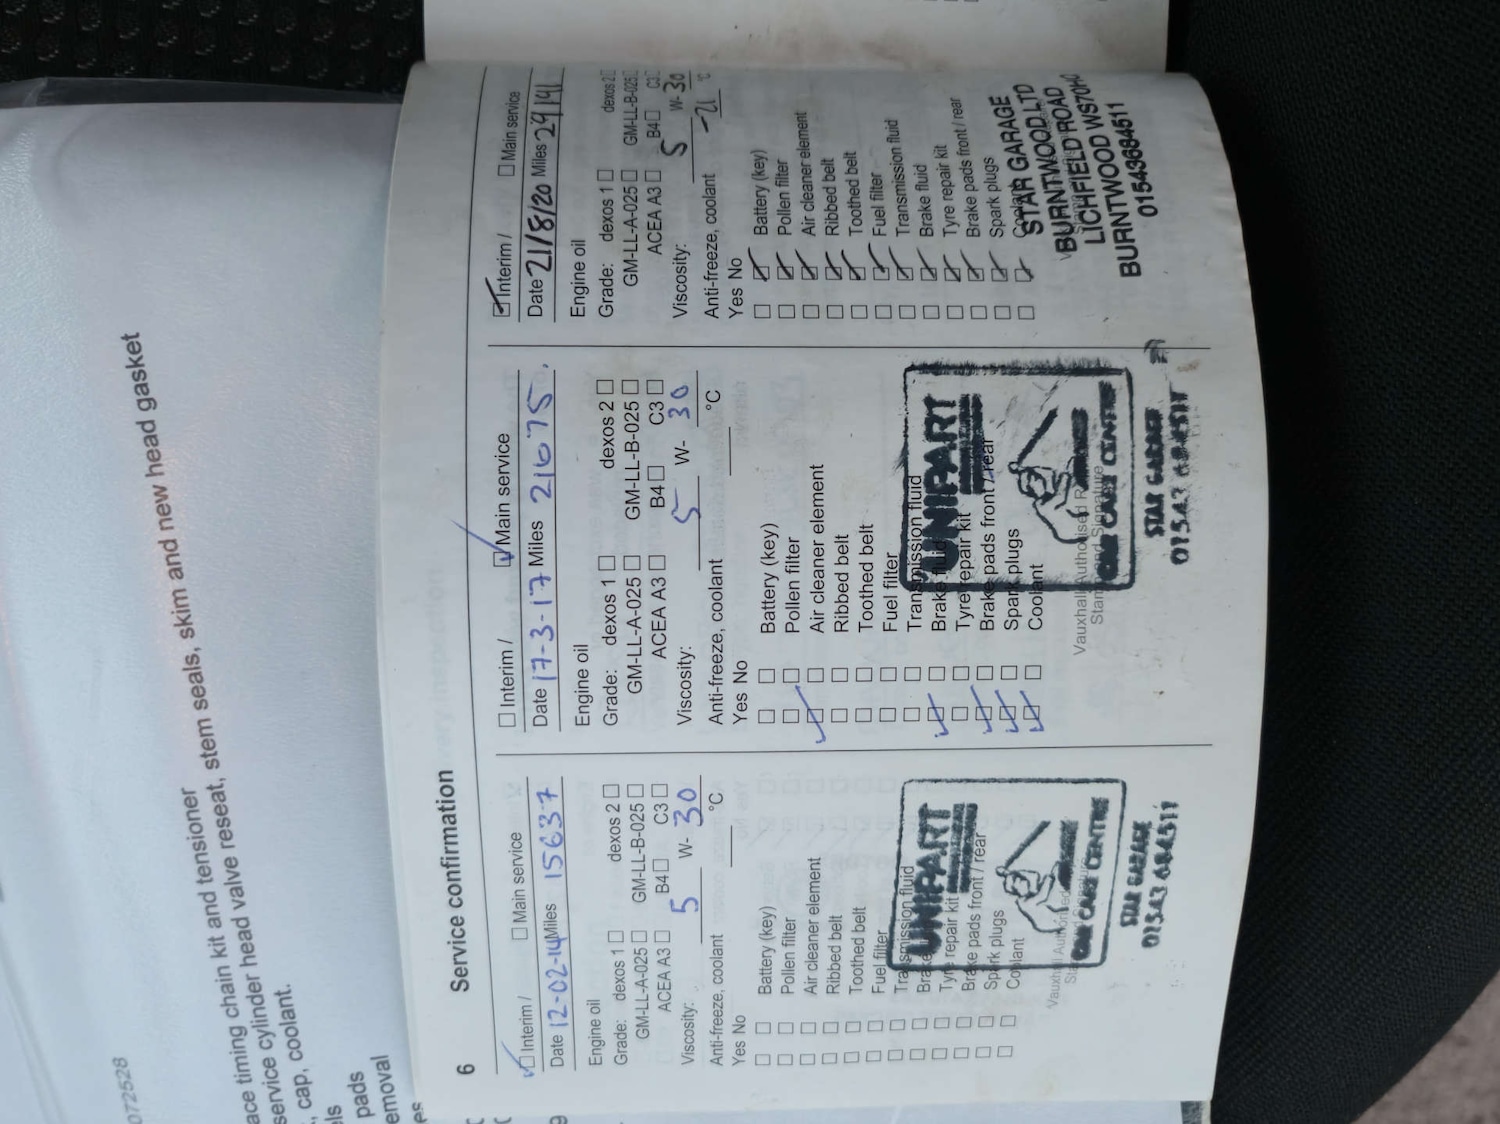 072528
ace timing chain kit and tensioner
service cylinder head valve reseat, stem seals, skim and new head gasket
, cap, coolant.
els
pads
emoval
es
6 Service confirmation
Interim / Main service
Date 12-02-14 Miles 15637
Engine oil
Grade: dexos 1 dexos 2
GM-LL-A-025 GM-LL-B-025
ACEA A3 B4 C3
Viscosity: 5 W- 30
Anti-freeze, coolant °C
Yes No
Battery (key)
Pollen filter
Air cleaner element
Ribbed belt
Toothed belt
Fuel filter
Transmission fluid
Tyre repair kit
Brake pads front / rear
Spark plugs
Coolant
UNIPART
CAR CARE CENTRE
STAR GARAGE
01543 684511
Interim / Main service
Date 17-3-17 Miles 21675.
Engine oil
Grade: dexos 1 dexos 2
GM-LL-A-025 GM-LL-B-025
ACEA A3 B4 C3
Viscosity: 5 W- 30
Anti-freeze, coolant °C
Yes No
Battery (key)
Pollen filter
Air cleaner element
Ribbed belt
Toothed belt
Fuel filter
Transmission fluid
Brake fluid
Tyre repair kit
Brake pads front / rear
Spark plugs
Coolant
Vauxhall Authorised
Stamp and Signature
UNIPART
CAR CARE CENTRE
STAR GARAGE
01543 684511
Interim / Main service
Date 21/8/20 Miles 29141
Engine oil
Grade: dexos 1 dexos 2
GM-LL-A-025 GM-LL-B-025
ACEA A3 B4 C3
Viscosity: 5 W- 30
Anti-freeze, coolant -21 °C
Yes No
Battery (key)
Pollen filter
Air cleaner element
Ribbed belt
Toothed belt
Fuel filter
Transmission fluid
Brake fluid
Tyre repair kit
Brake pads front / rear
Spark plugs
Coolant
STAR GARAGE
BURNTWOOD LTD
LICHFIELD ROAD
BURNTWOOD WS7 0HQ
01543684511